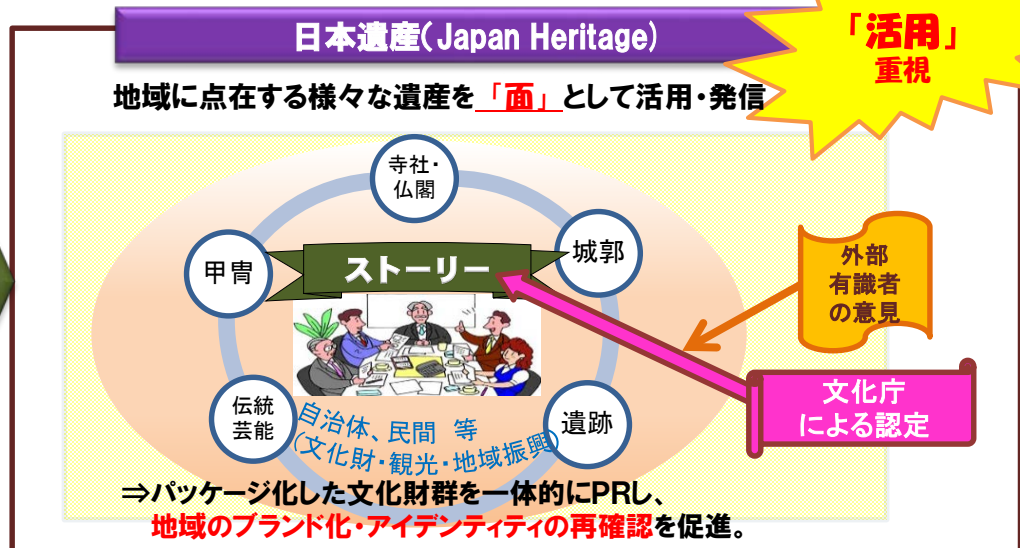 日本遺産(Japan Heritage)
「活用」
重視
地域に点在する様々な遺産を「面」として活用・発信
寺社・
仏閣
甲冑
ストーリー
城郭
外部
有識者
の意見
文化庁
による認定
伝統
芸能
自治体、民間 等
(文化財・観光・地域振興)
遺跡
⇒パッケージ化した文化財群を一体的にPRし、
地域のブランド化・アイデンティティの再確認を促進。